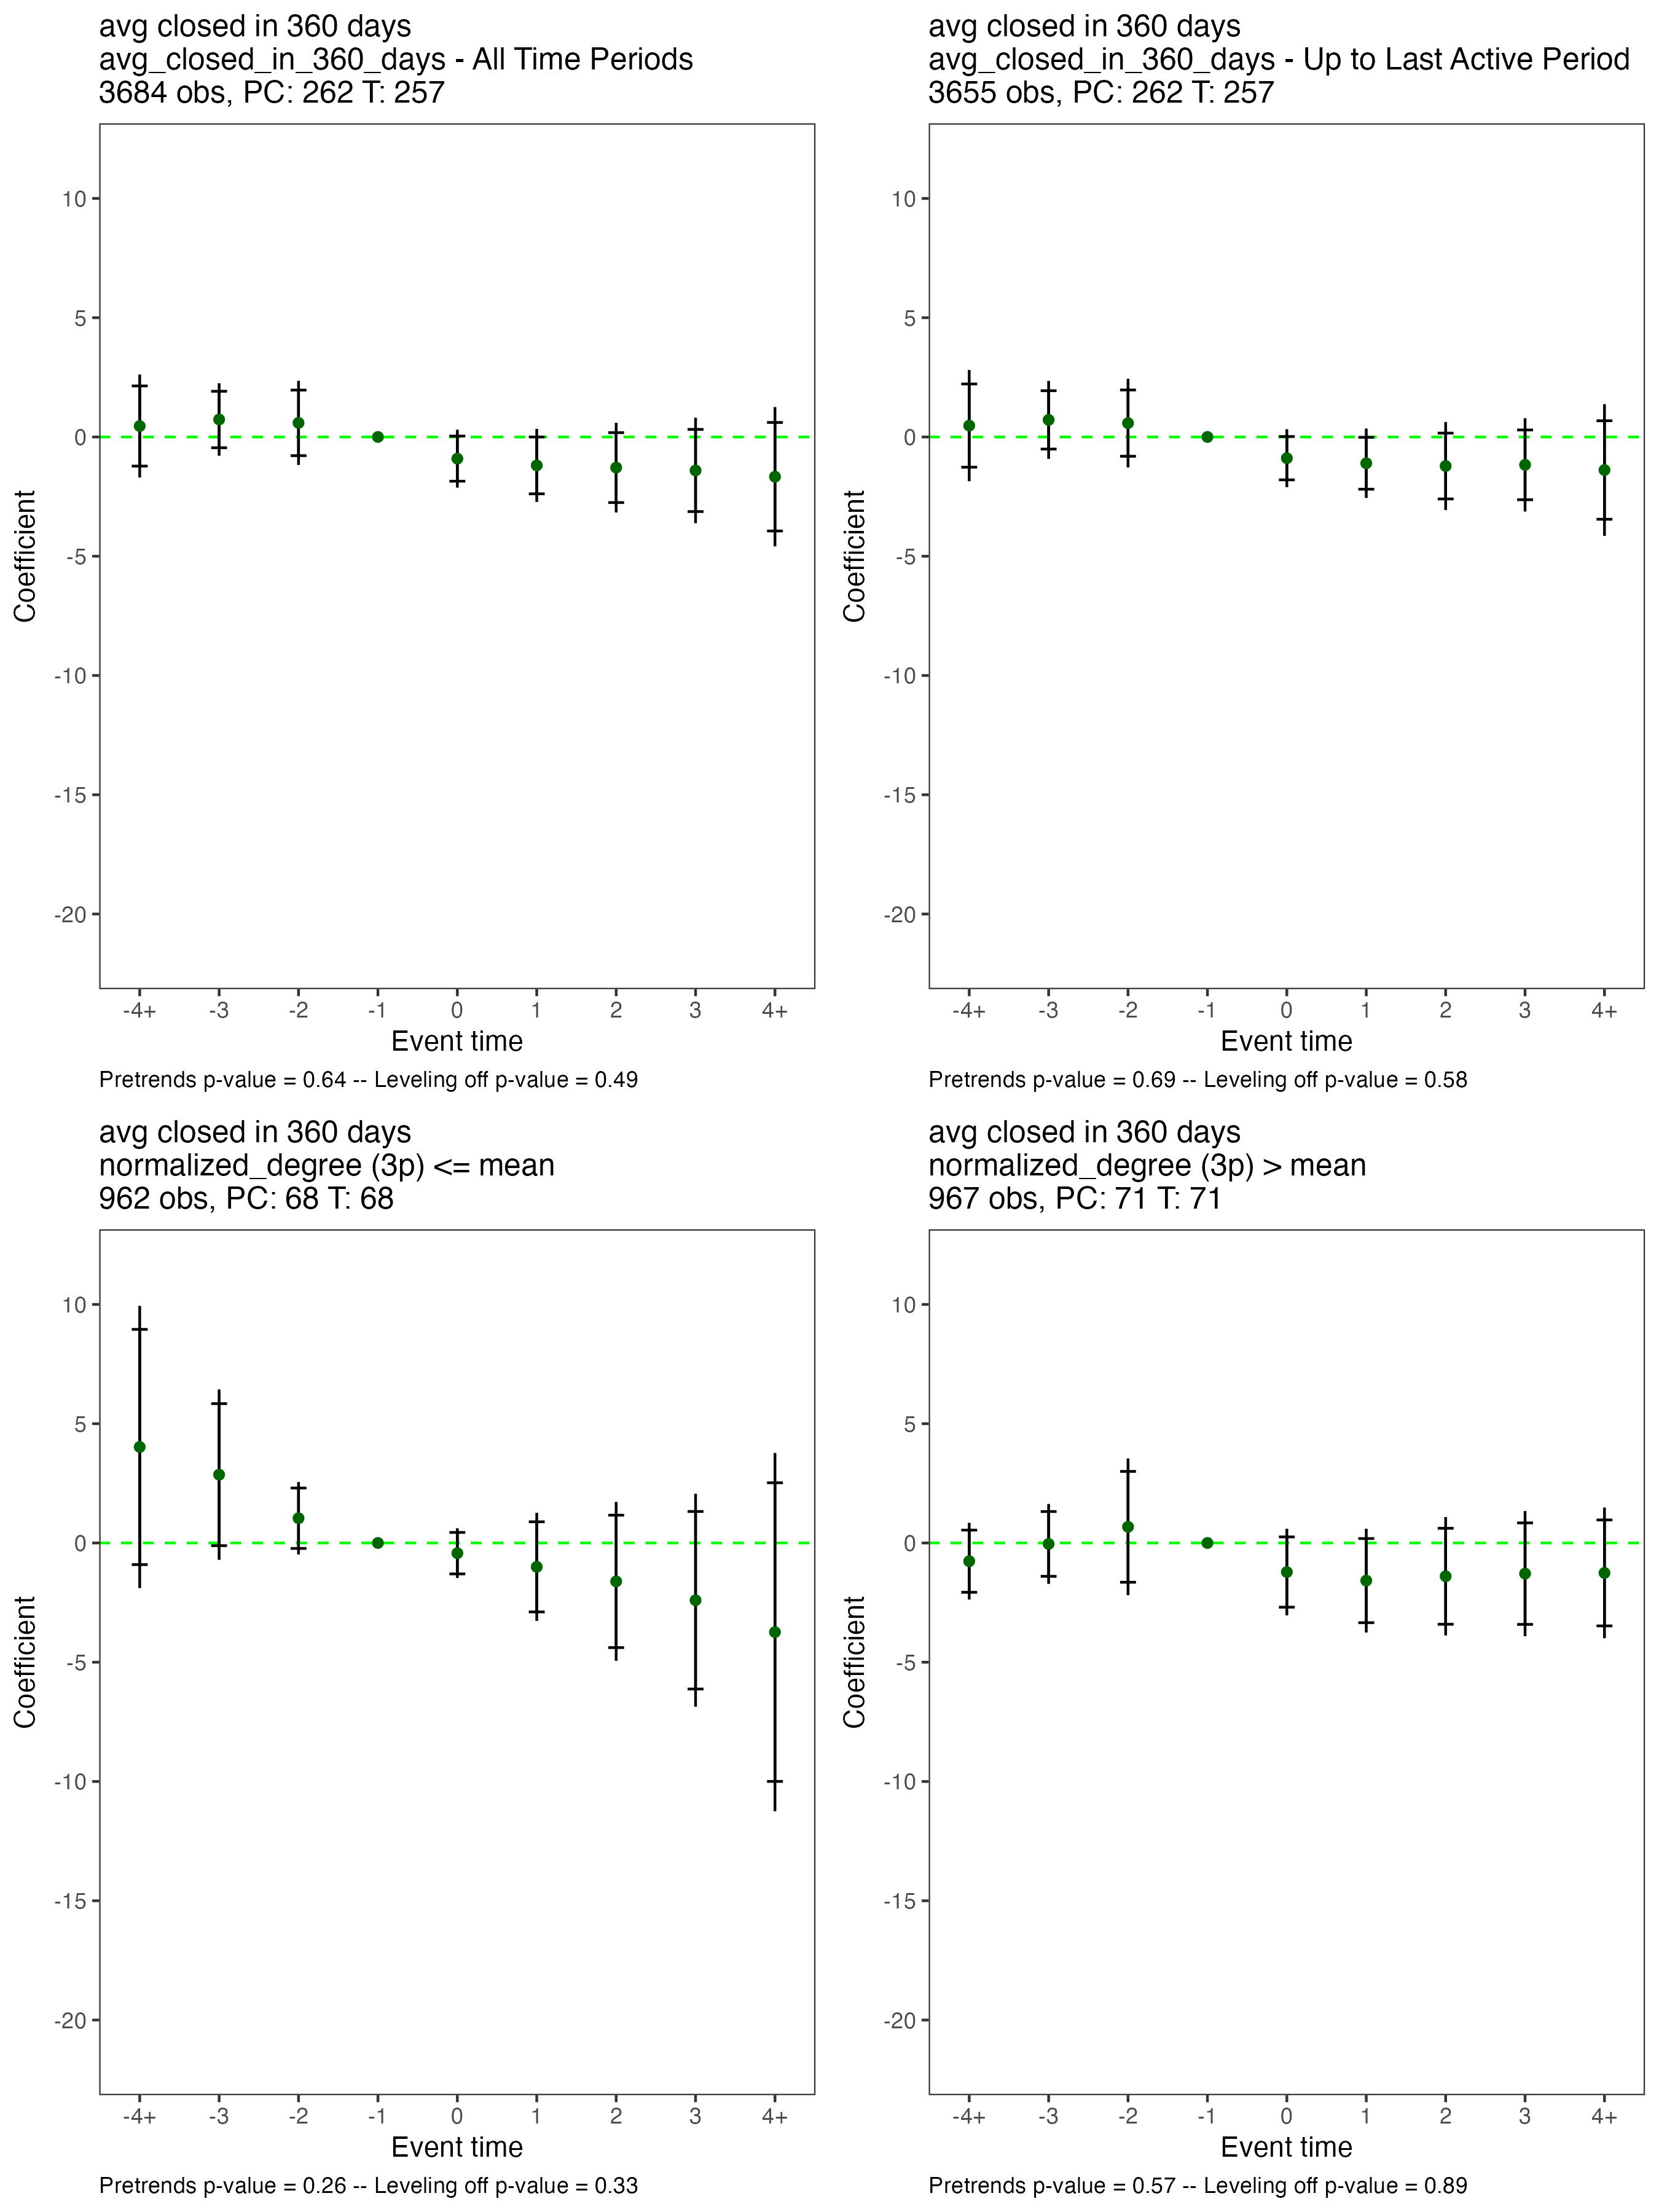 avg closed in 360 days
avg_closed_in_360_days - All Time Periods
3684 obs, PC: 262 T: 257
10
5
0
-5
-10
-15
-20
Coefficient
-4+ -3 -2 -1 0 1 2 3 4+
Event time
Pretrends p-value = 0.64 -- Leveling off p-value = 0.49
avg closed in 360 days
avg_closed_in_360_days - Up to Last Active Period
3655 obs, PC: 262 T: 257
10
5
0
-5
-10
-15
-20
Coefficient
-4+ -3 -2 -1 0 1 2 3 4+
Event time
Pretrends p-value = 0.69 -- Leveling off p-value = 0.58
avg closed in 360 days
normalized_degree (3p) <= mean
962 obs, PC: 68 T: 68
10
5
0
-5
-10
-15
-20
Coefficient
-4+ -3 -2 -1 0 1 2 3 4+
Event time
Pretrends p-value = 0.26 -- Leveling off p-value = 0.33
avg closed in 360 days
normalized_degree (3p) > mean
967 obs, PC: 71 T: 71
10
5
0
-5
-10
-15
-20
Coefficient
-4+ -3 -2 -1 0 1 2 3 4+
Event time
Pretrends p-value = 0.57 -- Leveling off p-value = 0.89